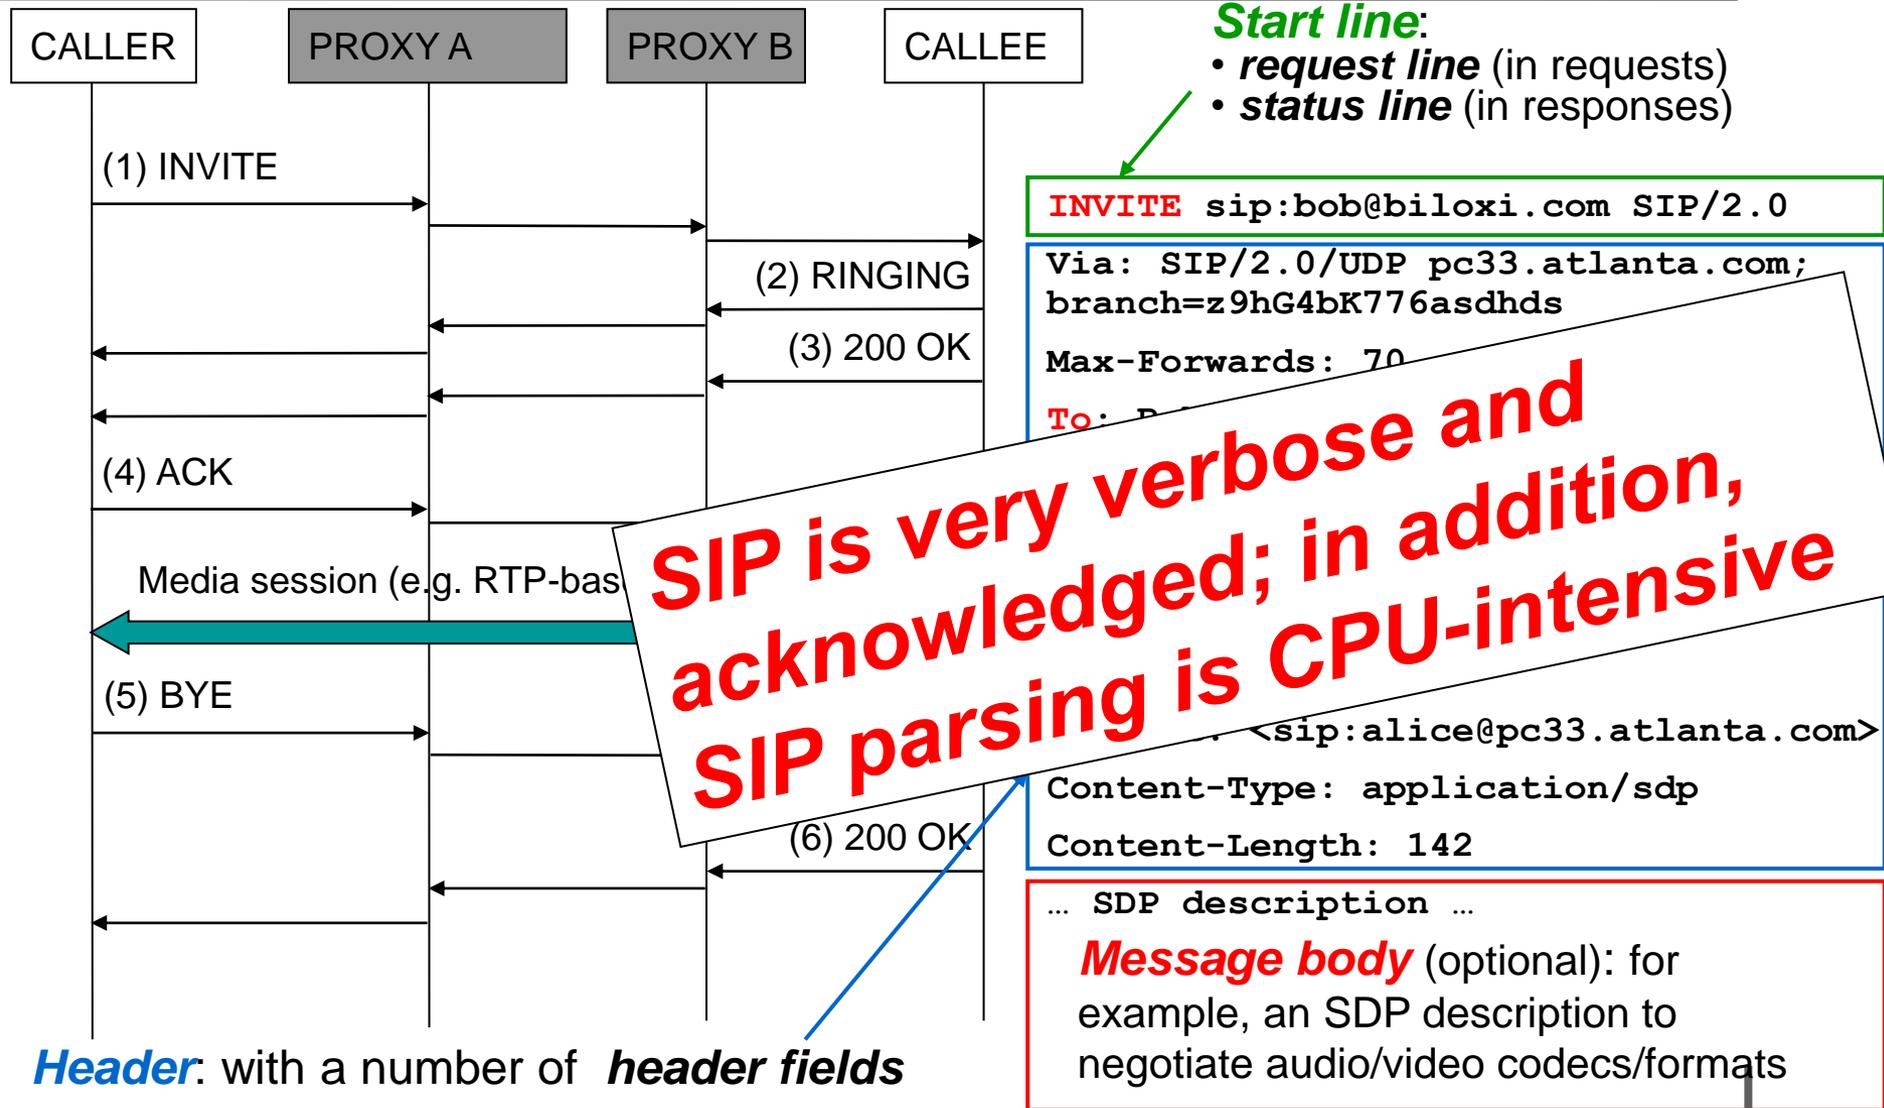 CALLER
PROXY A
PROXY B
CALLEE
Start line:
• request line (in requests)
• status line (in responses)
(1) INVITE
(2) RINGING
(3) 200 OK
(4) ACK
Media session (e.g. RTP-bas
(5) BYE
(6) 200 OK
INVITE sip:bob@biloxi.com SIP/2.0
Via: SIP/2.0/UDP pc33.atlanta.com;
branch=z9hG4bK776asdhds
Max-Forwards: 70
To:
SIP is very verbose and
acknowledged; in addition,
SIP parsing is CPU-intensive
<sip:alice@pc33.atlanta.com>
Content-Type: application/sdp
Content-Length: 142
… SDP description …
Message body (optional): for
example, an SDP description to
negotiate audio/video codecs/formats
Header: with a number of header fields